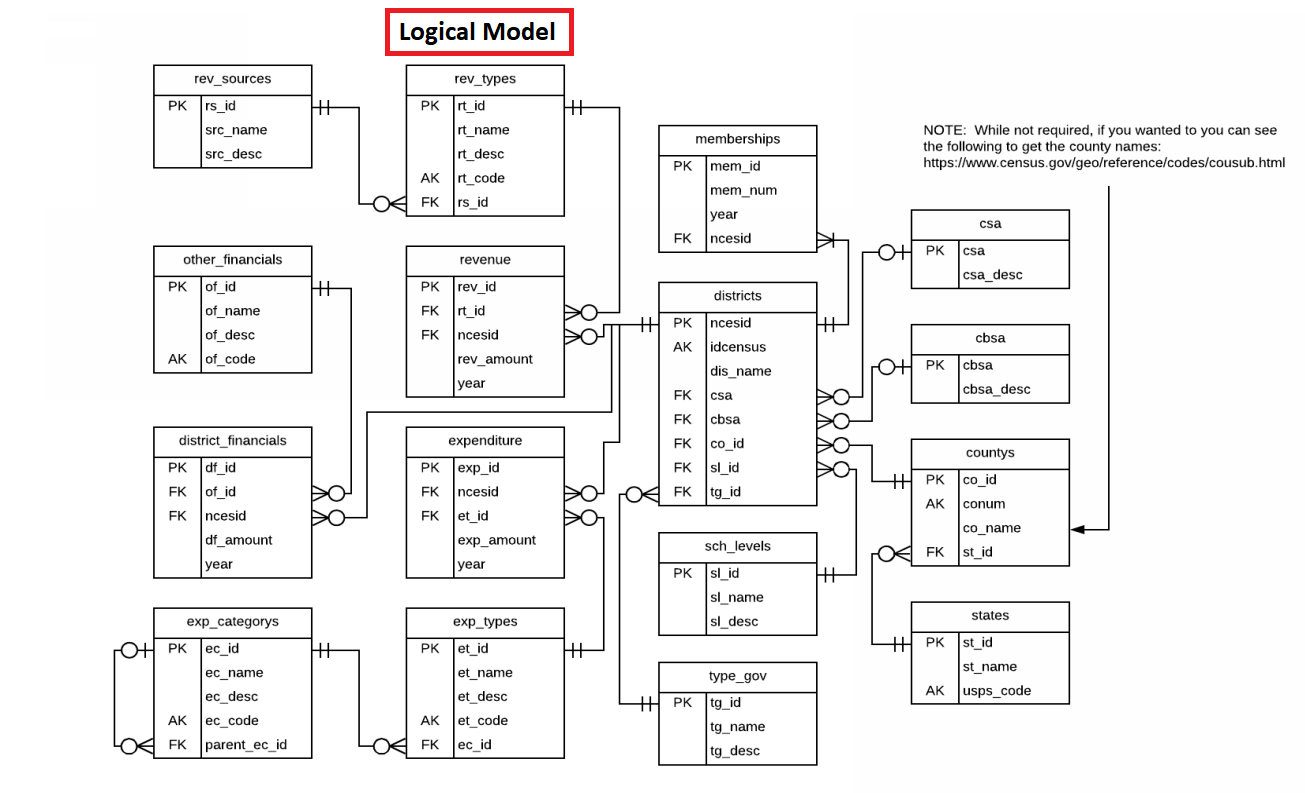 Logical Model
rev_sources
PK rs_id
src_name
src_desc
rev_types
PK rt_id
rt_name
rt_desc
AK rt_code
FK rs_id
memberships
PK mem_id
mem_num
year
FK ncesid
NOTE: While not required, if you wanted to you can see
the following to get the county names:
https://www.census.gov/geo/reference/codes/cousub.html
other_financials
PK of_id
of_name
of_desc
AK of_code
revenue
PK rev_id
FK rt_id
FK ncesid
rev_amount
year
districts
PK ncesid
AK idcensus
dis_name
FK csa
FK cbsa
FK co_id
FK sl_id
FK tg_id
csa
PK csa
csa_desc
cbsa
PK cbsa
cbsa_desc
district_financials
PK df_id
FK of_id
FK ncesid
df_amount
year
expenditure
PK exp_id
FK ncesid
FK et_id
exp_amount
year
sch_levels
PK sl_id
sl_name
sl_desc
countys
PK co_id
AK conum
co_name
FK st_id
exp_categorys
PK ec_id
ec_name
ec_desc
AK ec_code
FK parent_ec_id
exp_types
PK et_id
et_name
et_desc
AK et_code
FK ec_id
type_gov
PK tg_id
tg_name
tg_desc
states
PK st_id
st_name
AK usps_code